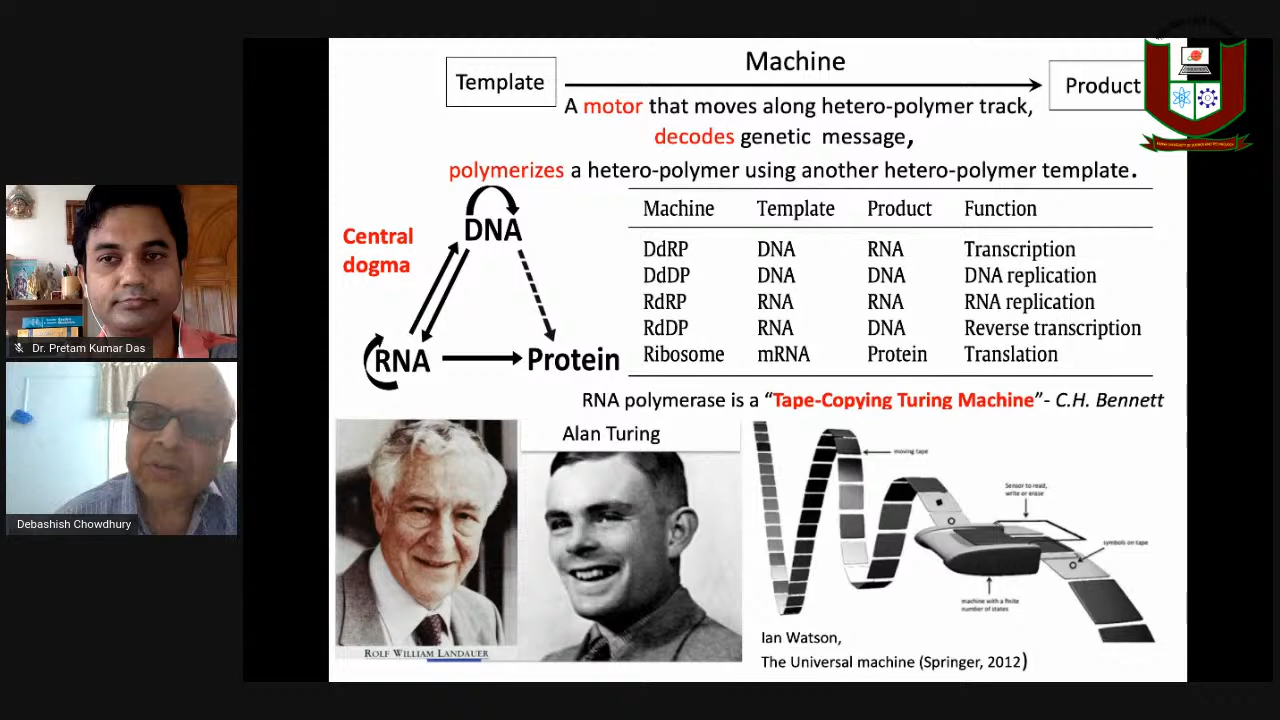 Machine
Template
Product
A motor that moves along hetero-polymer track,
decodes genetic message,
polymerizes a hetero-polymer using another hetero-polymer template.
Central
dogma
DNA
RNA
Protein
Machine Template Product Function
DdRP DNA RNA Transcription
DdDP DNA DNA DNA replication
RdRP RNA RNA RNA replication
RdDP RNA DNA Reverse transcription
Ribosome mRNA Protein Translation
RNA polymerase is a “Tape-Copying Turing Machine”- C.H. Bennett
Alan Turing
ROLF WILLIAM LANDAUER
moving tape
Sensor to read,
write or erase
symbols on tape
machine with a finite
number of states
Ian Watson,
The Universal machine (Springer, 2012)
Dr. Pretam Kumar Das
Debashish Chowdhury